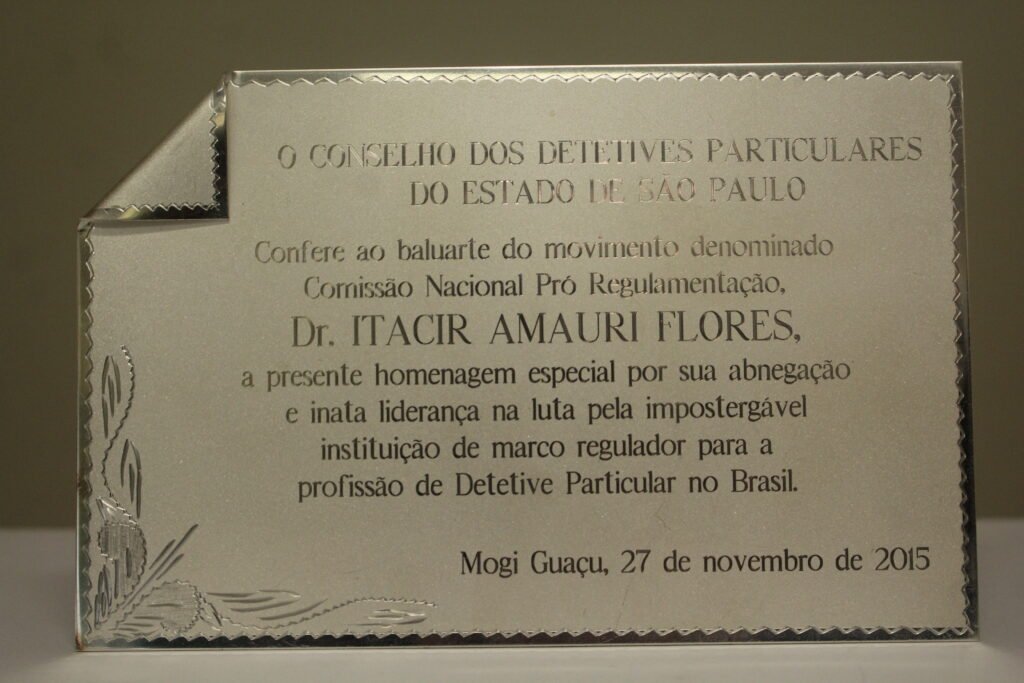 O CONSELHO DOS DETETIVES PARTICULARES
DO ESTADO DE SÃO PAULO
Confere ao baluarte do movimento denominado
Comissão Nacional Pró Regulamentação,
Dr. ITACIR AMAURI FLORES,
a presente homenagem especial por sua abnegação
e inata liderança na luta pela impostergável
instituição de marco regulador para a
profissão de Detetive Particular no Brasil.
Mogi Guaçu, 27 de novembro de 2015